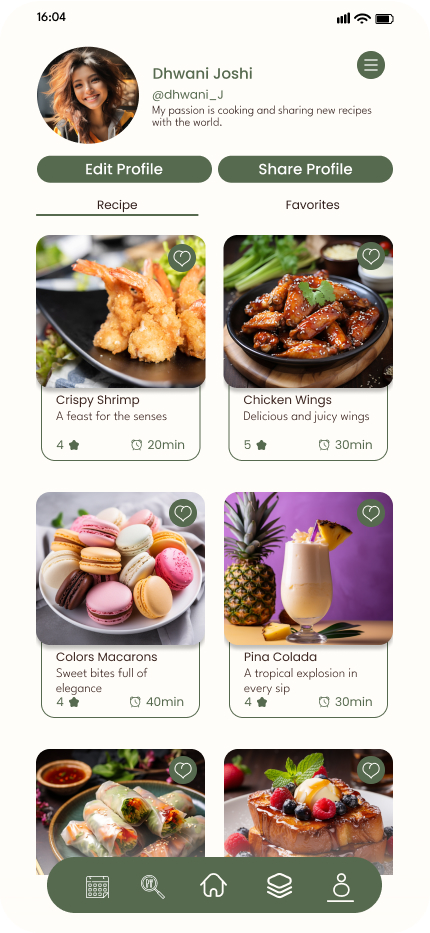 16:04
Dhwani Joshi
@dhwani_J
My passion is cooking and sharing new recipes
with the world.
Edit Profile
Share Profile
Recipe
Favorites
Crispy Shrimp
A feast for the senses
4
20min
Chicken Wings
Delicious and juicy wings
5
30min
Colors Macarons
Sweet bites full of
elegance
4
40min
Pina Colada
A tropical explosion in
every sip
4
30min